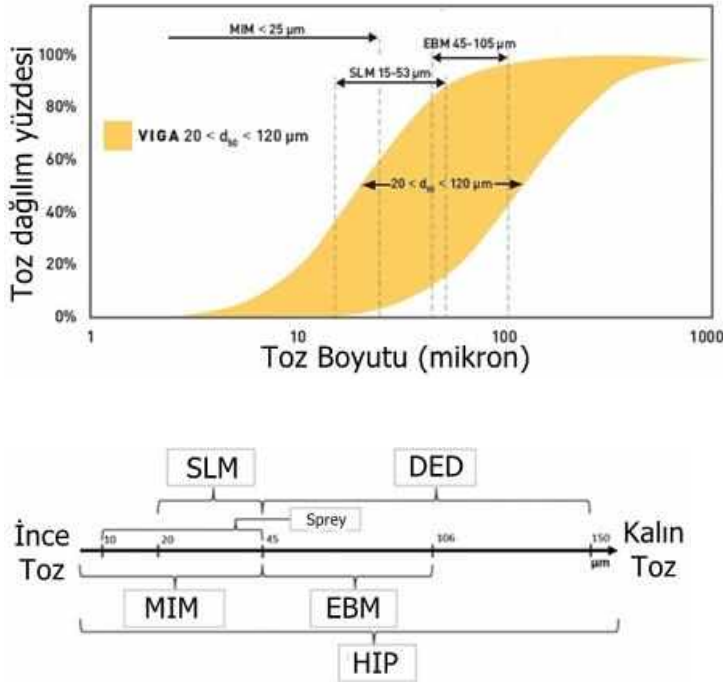 MIM < 25 µm
EBM 45-105µm
SLM 15-53 µm
100%
80%
60%
40%
20%
0%
VIGA 20 < d50 < 120 µm
20 < d50 < 120 µm
Toz dağılım yüzdesi
1
10
100
1000
Toz Boyutu (mikron)
SLM
DED
Sprey
İnce
Toz
10
20
45
106
150
µm
Kalın
Toz
MIM
EBM
HIP